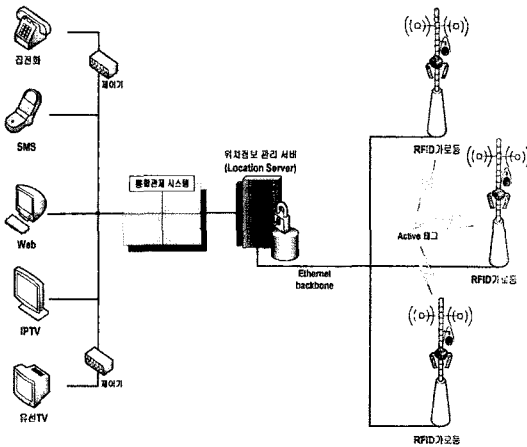 집전화
제어기
SMS
Web
IPTV
제어기
유선TV
통합관제 시스템
위치정보 관리 서버
(Location Server)
Ethernet
backbone
RFID가로등
Active 태그
RFID가로등
RFID가로등